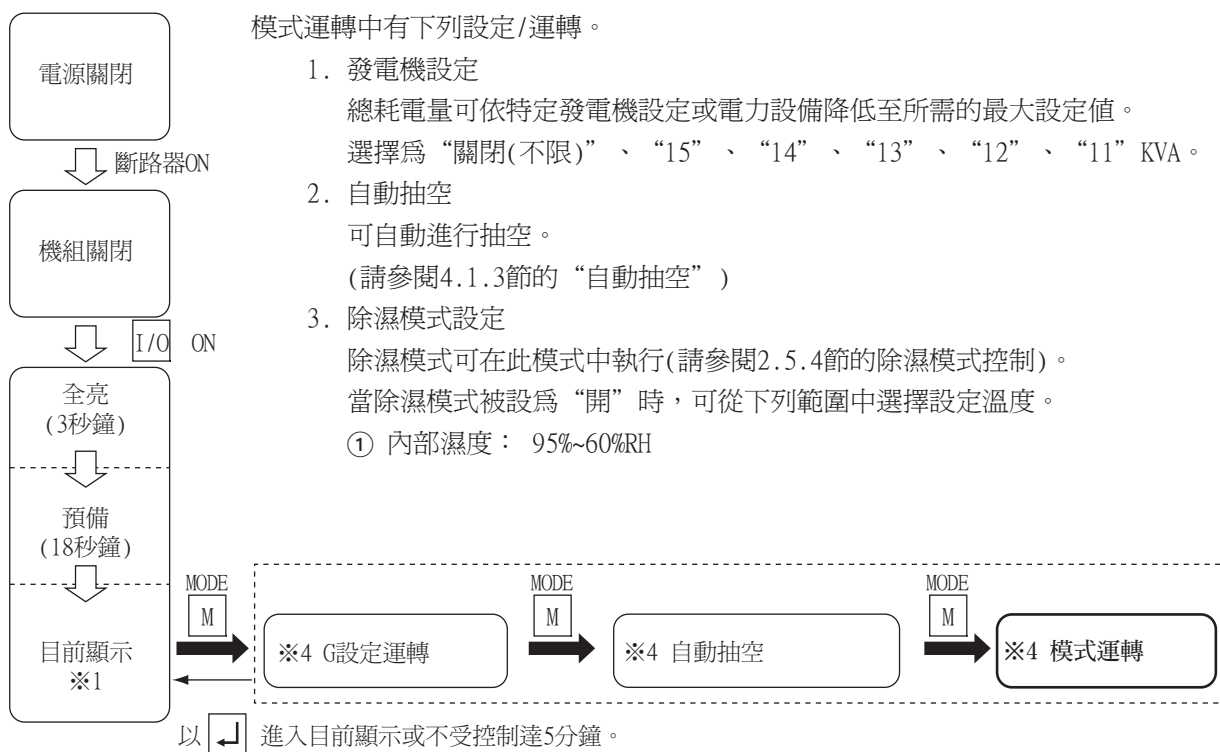 模式運轉中有下列設定/運轉。
1. 發電機設定
總耗電量可依特定發電機設定或電力設備降低至所需的最大設定值。
選擇爲“關閉(不限)”、“15”、“14”、“13”、“12”、“11”KVA。
2. 自動抽空
可自動進行抽空。
(請參閱4.1.3節的“自動抽空”)
3. 除濕模式設定
除濕模式可在此模式中執行(請參閱2.5.4節的除濕模式控制)。
當除濕模式被設爲“開”時，可從下列範圍中選擇設定溫度。
① 內部濕度： 95%~60%RH
電源關閉
斷路器ON
機組關閉
I/O ON
全亮
(3秒鐘)
預備
(18秒鐘)
目前顯示
※1
MODE
M
※4 G設定運轉
MODE
M
※4 自動抽空
MODE
M
※4 模式運轉
以 ↵ 進入目前顯示或不受控制達5分鐘。